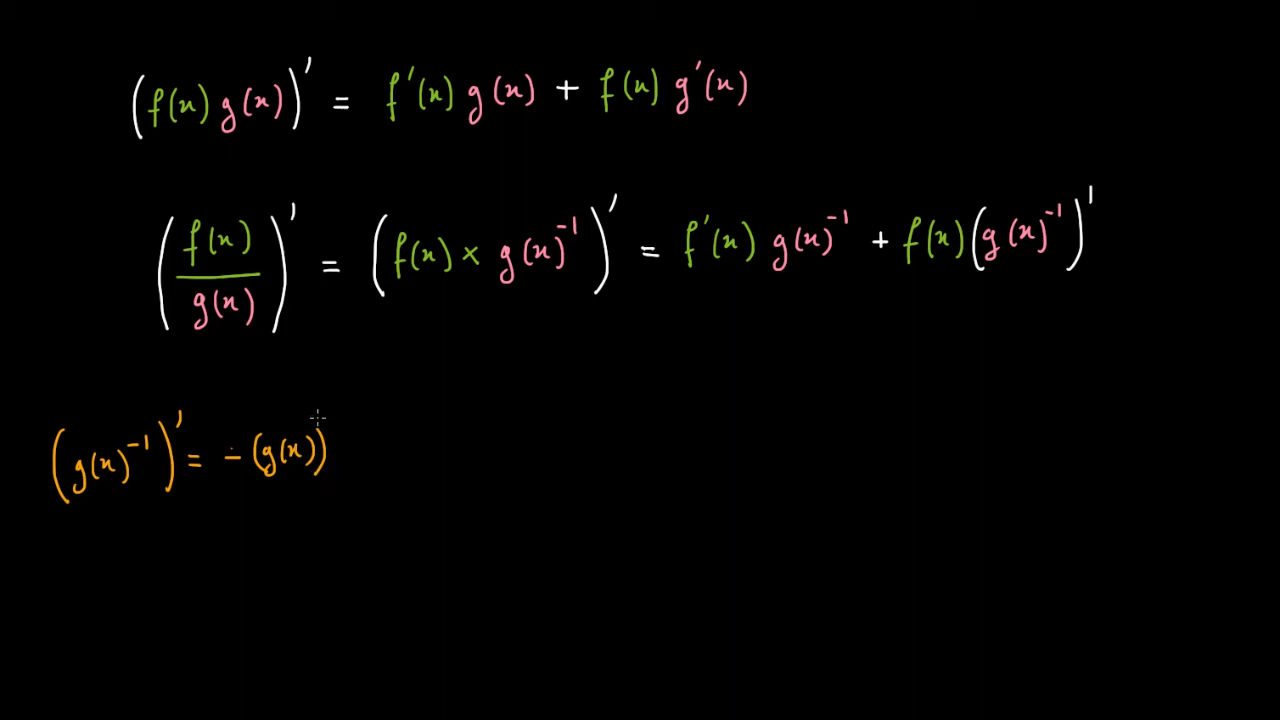 (f(x) g(x))' = f'(x) g(x) + f(x) g'(x)
(f(x)/g(x))' = (f(x) × g(x)⁻¹)' = f'(x) g(x)⁻¹ + f(x)(g(x)⁻¹)'
(g(x)⁻¹)' = - (g(x))